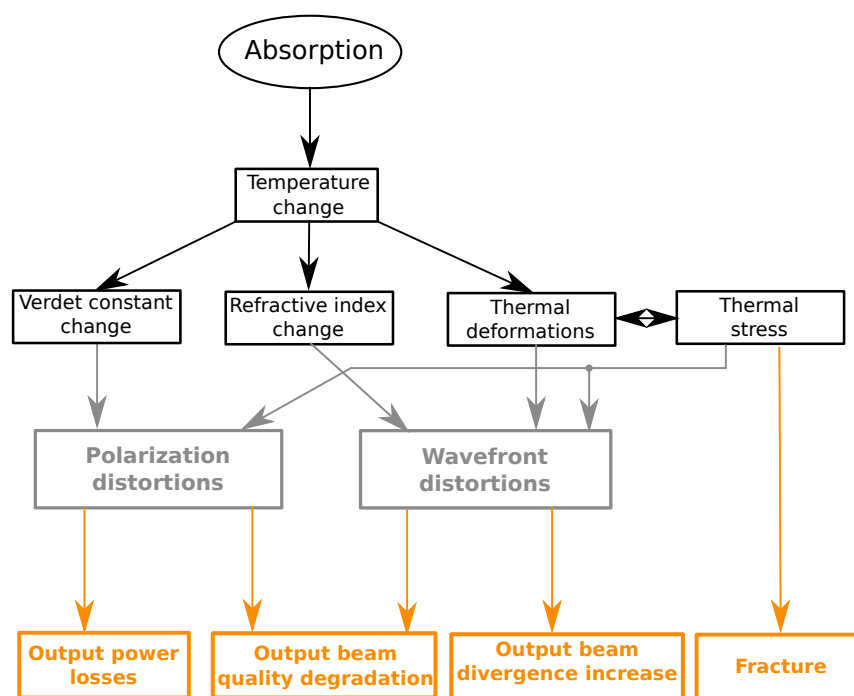 Absorption
Temperature
change
Verdet constant
change
Refractive index
change
Thermal
deformations
Thermal
stress
Polarization
distortions
Wavefront
distortions
Output power
losses
Output beam
quality degradation
Output beam
divergence increase
Fracture